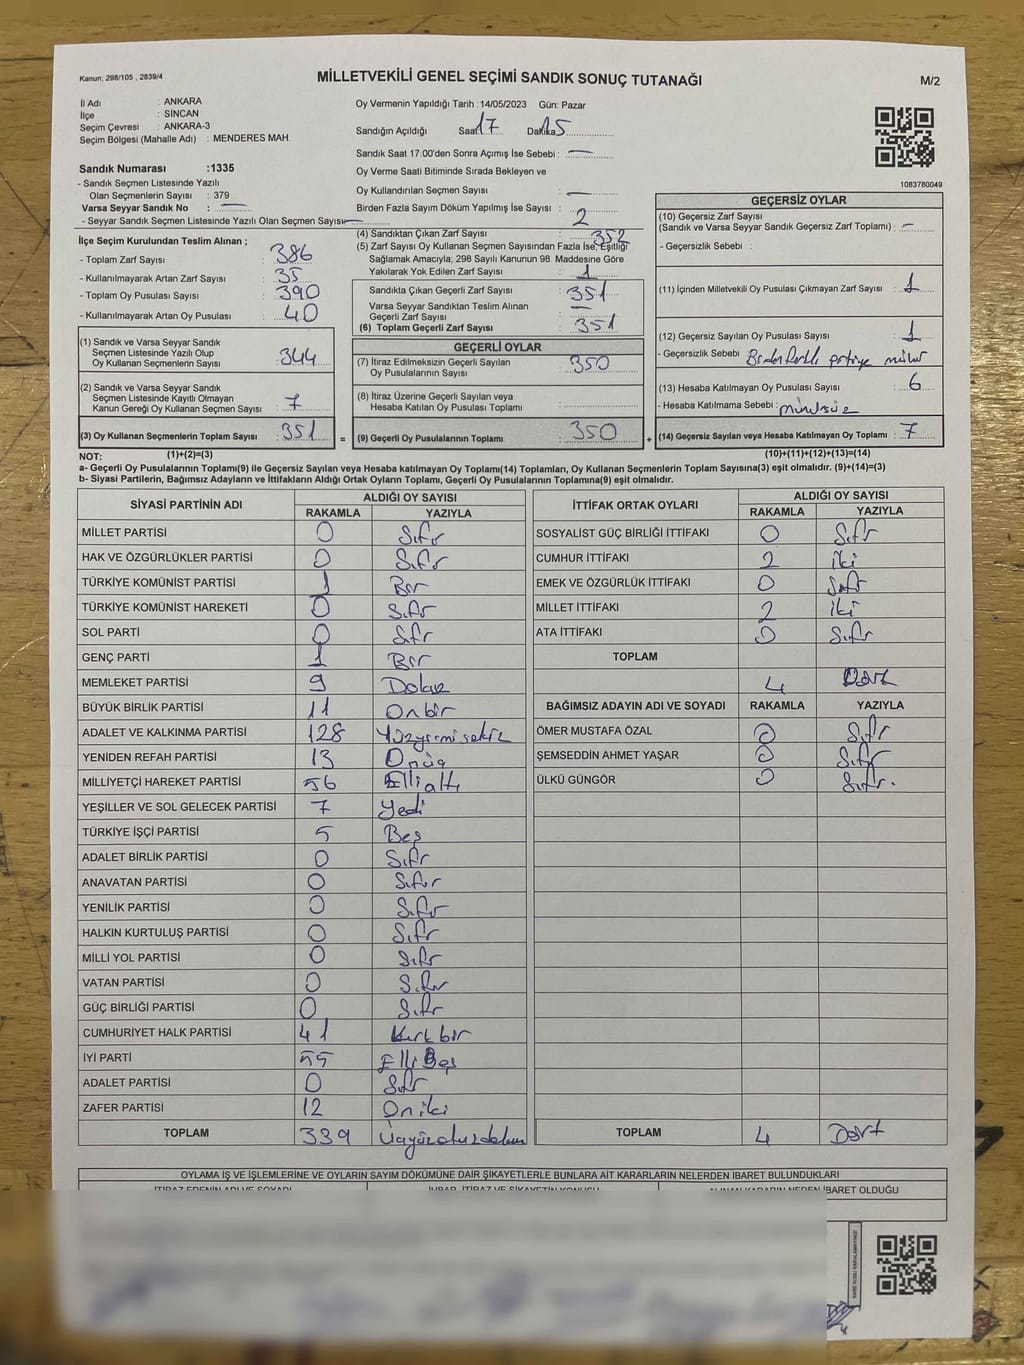 Kanun; 298/105 , 2839/4
MİLLETVEKİLİ GENEL SEÇİMİ SANDIK SONUÇ TUTANAĞI
M/2
İl Adı : ANKARA
İlçe : SİNCAN
Seçim Çevresi : ANKARA-3
Seçim Bölgesi (Mahalle Adı) : MENDERES MAH.
Oy Vermenin Yapıldığı Tarih : 14/05/2023 Gün: Pazar
Sandığın Açıldığı Saat 17 Dakika 15
Sandık Saat 17:00'den Sonra Açımış İse Sebebi : —
Oy Verme Saati Bitiminde Sırada Bekleyen ve
Oy Kullandırılan Seçmen Sayısı : —
Birden Fazla Sayım Döküm Yapılmış İse Sayısı : 2
1083780049
Sandık Numarası :1335
- Sandık Seçmen Listesinde Yazılı
Olan Seçmenlerin Sayısı : 379
Varsa Seyyar Sandık No : —
- Seyyar Sandık Seçmen Listesinde Yazılı Olan Seçmen Sayısı: —
İlçe Seçim Kurulundan Teslim Alınan ;
- Toplam Zarf Sayısı : 386
- Kullanılmayarak Artan Zarf Sayısı : 35
- Toplam Oy Pusulası Sayısı : 390
- Kullanılmayarak Artan Oy Pusulası : 40
(1) Sandık ve Varsa Seyyar Sandık
Seçmen Listesinde Yazılı Olup
Oy Kullanan Seçmenlerin Sayısı : 344
(2) Sandık ve Varsa Seyyar Sandık
Seçmen Listesinde Kayıtlı Olmayan
Kanun Gereği Oy Kullanan Seçmen Sayısı : 7
(3) Oy Kullanan Seçmenlerin Toplam Sayısı : 351
(1)+(2)=(3)
(4) Sandıktan Çıkan Zarf Sayısı : 352
(5) Zarf Sayısı Oy Kullanan Seçmen Sayısından Fazla İse, Eşitliği
Sağlamak Amacıyla; 298 Sayılı Kanunun 98. Maddesine Göre
Yakılarak Yok Edilen Zarf Sayısı : 1
Sandıkta Çıkan Geçerli Zarf Sayısı : 351
Varsa Seyyar Sandıktan Teslim Alınan
Geçerli Zarf Sayısı : —
(6) Toplam Geçerli Zarf Sayısı : 351
GEÇERLİ OYLAR
(7) İtiraz Edilmeksizin Geçerli Sayılan
Oy Pusulalarının Sayısı : 350
(8) İtiraz Üzerine Geçerli Sayılan veya
Hesaba Katılan Oy Pusulası Toplamı :
= (9) Geçerli Oy Pusulalarının Toplamı : 350 +
GEÇERSİZ OYLAR
(10) Geçersiz Zarf Sayısı
(Sandık ve Varsa Seyyar Sandık Geçersiz Zarf Toplamı) : —
- Geçersizlik Sebebi :
(11) İçinden Milletvekili Oy Pusulası Çıkmayan Zarf Sayısı : 1
(12) Geçersiz Sayılan Oy Pusulası Sayısı : 1
- Geçersizlik Sebebi : Birden farklı partiye mühür
(13) Hesaba Katılmayan Oy Pusulası Sayısı : 6
- Hesaba Katılmama Sebebi : mühürsüz
(14) Geçersiz Sayılan veya Hesaba Katılmayan Oy Toplamı : 7
(10)+(11)+(12)+(13)=(14)
NOT:
a- Geçerli Oy Pusulalarının Toplamı(9) ile Geçersiz Sayılan veya Hesaba katılmayan Oy Toplamı(14) Toplamları, Oy Kullanan Seçmenlerin Toplam Sayısına(3) eşit olmalıdır. (9)+(14)=(3)
b- Siyasi Partilerin, Bağımsız Adayların ve İttifakların Aldığı Ortak Oyların Toplamı, Geçerli Oy Pusulalarının Toplamına(9) eşit olmalıdır.
SİYASİ PARTİNİN ADI ALDIĞI OY SAYISI
RAKAMLA YAZIYLA
MİLLET PARTİSİ 0 Sıfır
HAK VE ÖZGÜRLÜKLER PARTİSİ 0 Sıfır
TÜRKİYE KOMÜNİST PARTİSİ 1 Bir
TÜRKİYE KOMÜNİST HAREKETİ 0 Sıfır
SOL PARTİ 0 Sıfır
GENÇ PARTİ 1 Bir
MEMLEKET PARTİSİ 9 Dokuz
BÜYÜK BİRLİK PARTİSİ 11 Onbir
ADALET VE KALKINMA PARTİSİ 128 Yüzyirmisekiz
YENİDEN REFAH PARTİSİ 13 Onüç
MİLLİYETÇİ HAREKET PARTİSİ 56 Ellialtı
YEŞİLLER VE SOL GELECEK PARTİSİ 7 Yedi
TÜRKİYE İŞÇİ PARTİSİ 5 Beş
ADALET BİRLİK PARTİSİ 0 Sıfır
ANAVATAN PARTİSİ 0 Sıfır
YENİLİK PARTİSİ 0 Sıfır
HALKIN KURTULUŞ PARTİSİ 0 Sıfır
MİLLİ YOL PARTİSİ 0 Sıfır
VATAN PARTİSİ 0 Sıfır
GÜÇ BİRLİĞİ PARTİSİ 0 Sıfır
CUMHURİYET HALK PARTİSİ 41 Kırkbir
İYİ PARTİ 55 Elli Beş
ADALET PARTİSİ 0 Sıfır
ZAFER PARTİSİ 12 Oniki
TOPLAM 339 Üçyüzotuzdokuz
İTTİFAK ORTAK OYLARI ALDIĞI OY SAYISI
RAKAMLA YAZIYLA
SOSYALİST GÜÇ BİRLİĞİ İTTİFAKI 0 Sıfır
CUMHUR İTTİFAKI 2 iki
EMEK VE ÖZGÜRLÜK İTTİFAKI 0 Sıfır
MİLLET İTTİFAKI 2 iki
ATA İTTİFAKI 0 Sıfır
TOPLAM 4 Dört
BAĞIMSIZ ADAYIN ADI VE SOYADI RAKAMLA YAZIYLA
ÖMER MUSTAFA ÖZAL 0 Sıfır
ŞEMSEDDİN AHMET YAŞAR 0 Sıfır
ÜLKÜ GÜNGÖR 0 Sıfır.
TOPLAM 4 Dört
OYLAMA İŞ VE İŞLEMLERİNE VE OYLARIN SAYIM DÖKÜMÜNE DAİR ŞİKAYETLERLE BUNLARA AİT KARARLARIN NELERDEN İBARET BULUNDUKLARI
İTİRAZ EDENİN ADI VE SOYADI İHBAR, İTİRAZ VE ŞİKAYETİN KONUSU ALINAN KARARIN NEDEN İBARET OLDUĞU